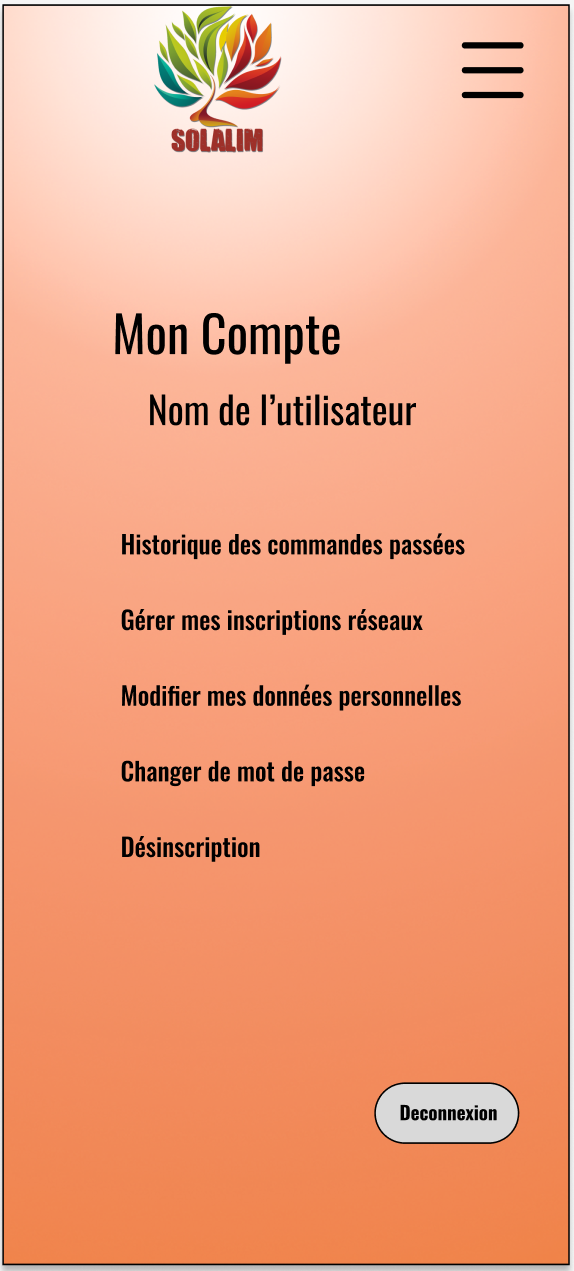 SOLALIM
Mon Compte
Nom de l’utilisateur
Historique des commandes passées
Gérer mes inscriptions réseaux
Modifier mes données personnelles
Changer de mot de passe
Désinscription
Deconnexion